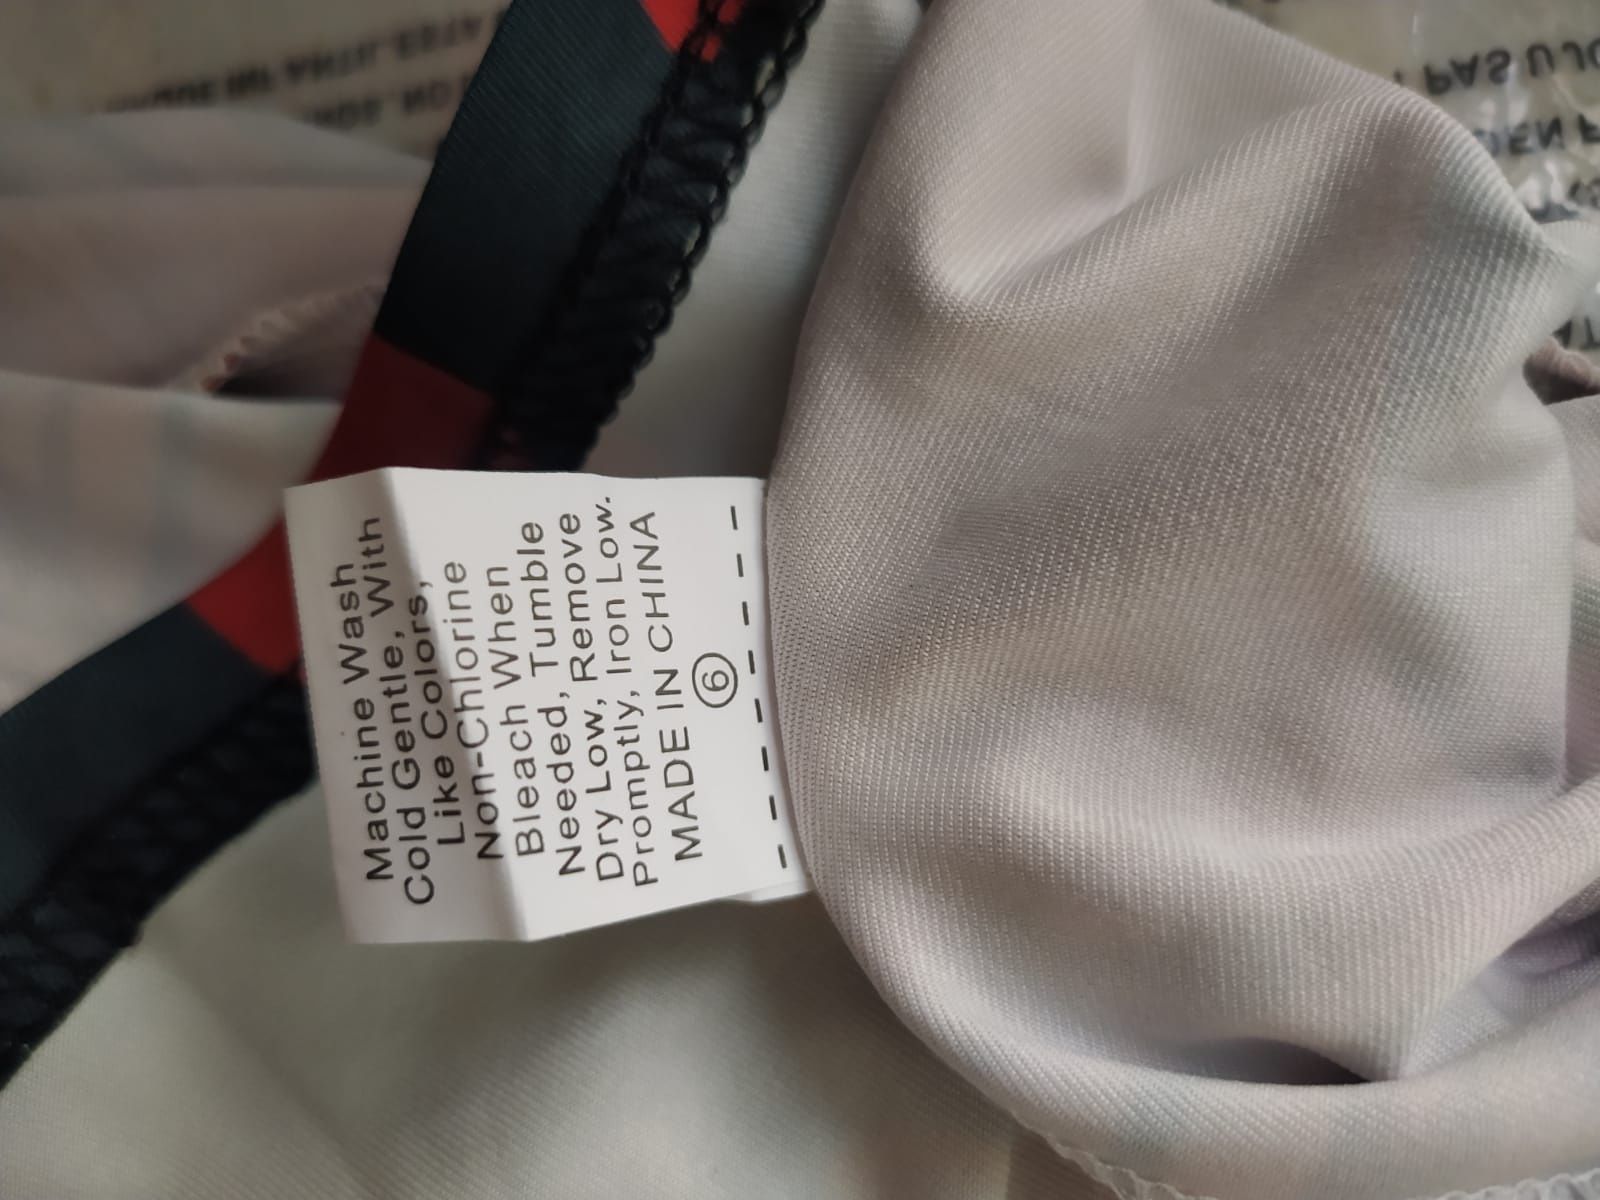 Machine Wash
Cold Gentle, With
Like Colors,
Non-Chlorine
Bleach When
Needed, Tumble
Dry Low, Remove
Promptly, Iron Low.
MADE IN CHINA
6
PAS